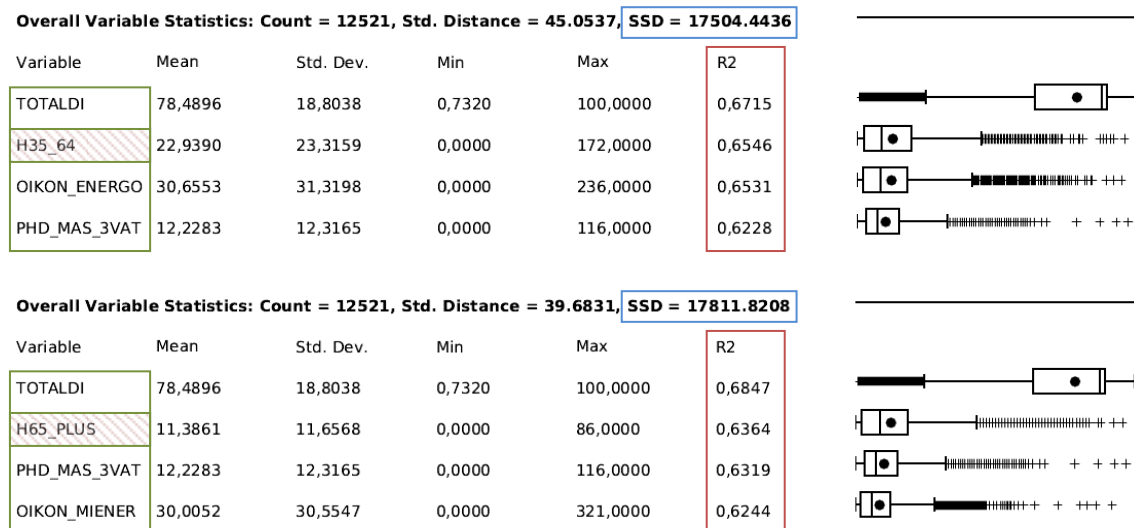 Overall Variable Statistics: Count = 12521, Std. Distance = 45.0537, SSD = 17504.4436
Variable Mean Std. Dev. Min Max R2
TOTALDI 78,4896 18,8038 0,7320 100,0000 0,6715
H35_64 22,9390 23,3159 0,0000 172,0000 0,6546
OIKON_ENERGO 30,6553 31,3198 0,0000 236,0000 0,6531
PHD_MAS_3VAT 12,2283 12,3165 0,0000 116,0000 0,6228
Overall Variable Statistics: Count = 12521, Std. Distance = 39.6831, SSD = 17811.8208
Variable Mean Std. Dev. Min Max R2
TOTALDI 78,4896 18,8038 0,7320 100,0000 0,6847
H65_PLUS 11,3861 11,6568 0,0000 86,0000 0,6364
PHD_MAS_3VAT 12,2283 12,3165 0,0000 116,0000 0,6319
OIKON_MIENER 30,0052 30,5547 0,0000 321,0000 0,6244